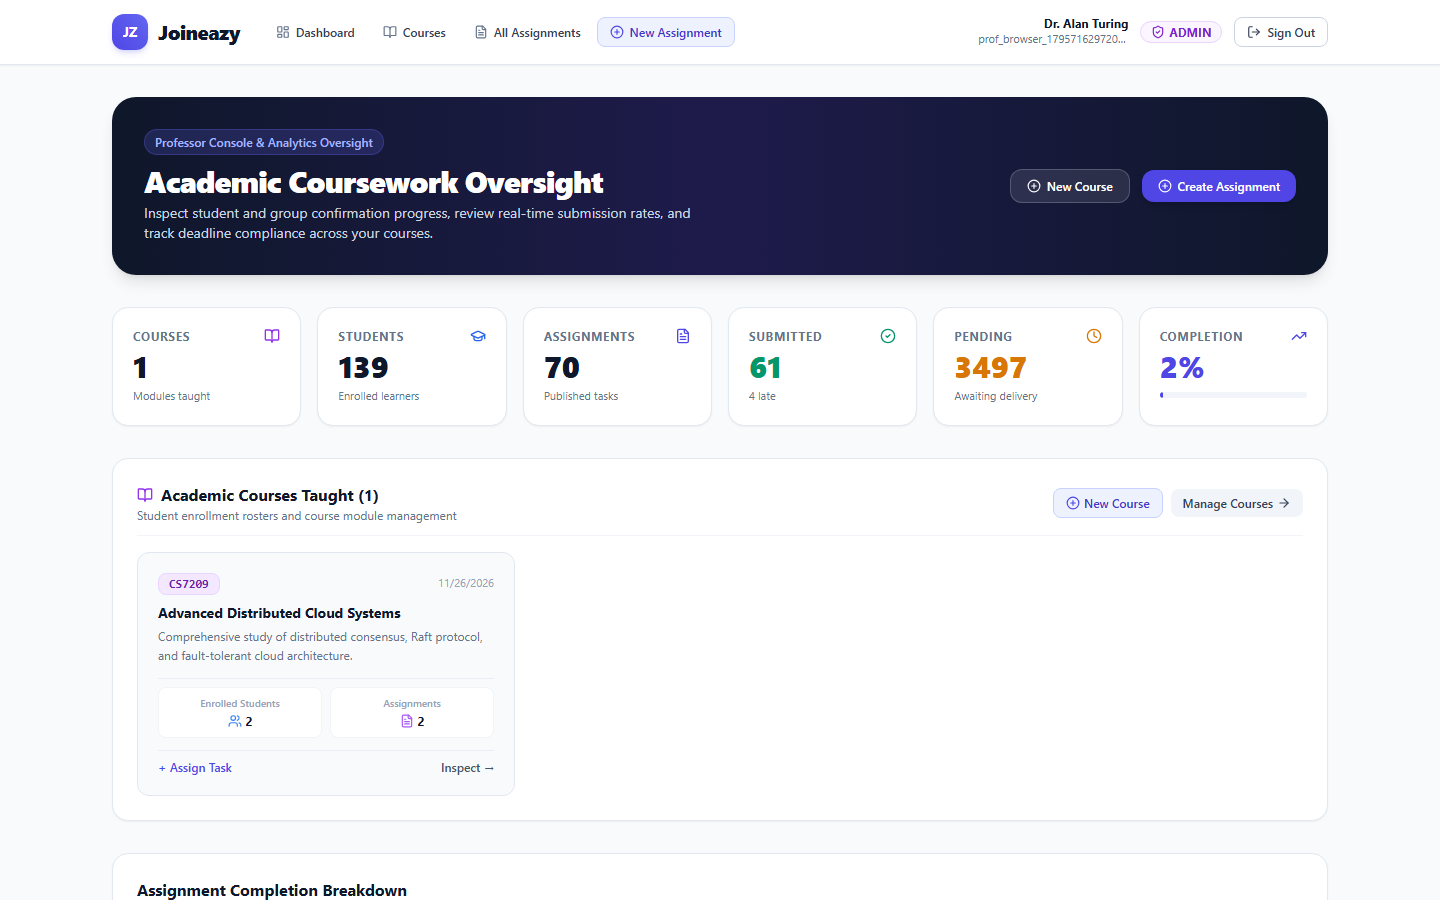 JZ Joineazy Dashboard Courses All Assignments New Assignment
Dr. Alan Turing
prof_browser_179571629720...
ADMIN
Sign Out
Professor Console & Analytics Oversight
Academic Coursework Oversight
Inspect student and group confirmation progress, review real-time submission rates, and
track deadline compliance across your courses.
New Course
Create Assignment
COURSES
1
Modules taught
STUDENTS
139
Enrolled learners
ASSIGNMENTS
70
Published tasks
SUBMITTED
61
4 late
PENDING
3497
Awaiting delivery
COMPLETION
2%
Academic Courses Taught (1)
Student enrollment rosters and course module management
New Course
Manage Courses →
CS7209
11/26/2026
Advanced Distributed Cloud Systems
Comprehensive study of distributed consensus, Raft protocol,
and fault-tolerant cloud architecture.
Enrolled Students
2
Assignments
2
+ Assign Task
Inspect →
Assignment Completion Breakdown